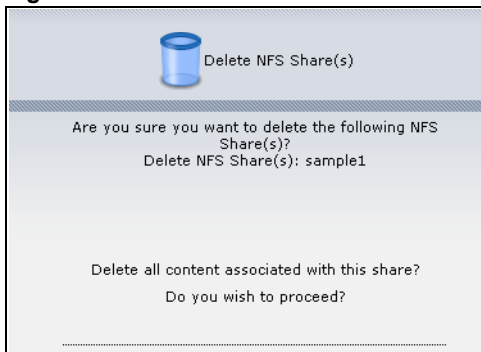 Delete NFS Share(s)
Are you sure you want to delete the following NFS
Share(s)?
Delete NFS Share(s): sample1
Delete all content associated with this share?
Do you wish to proceed?